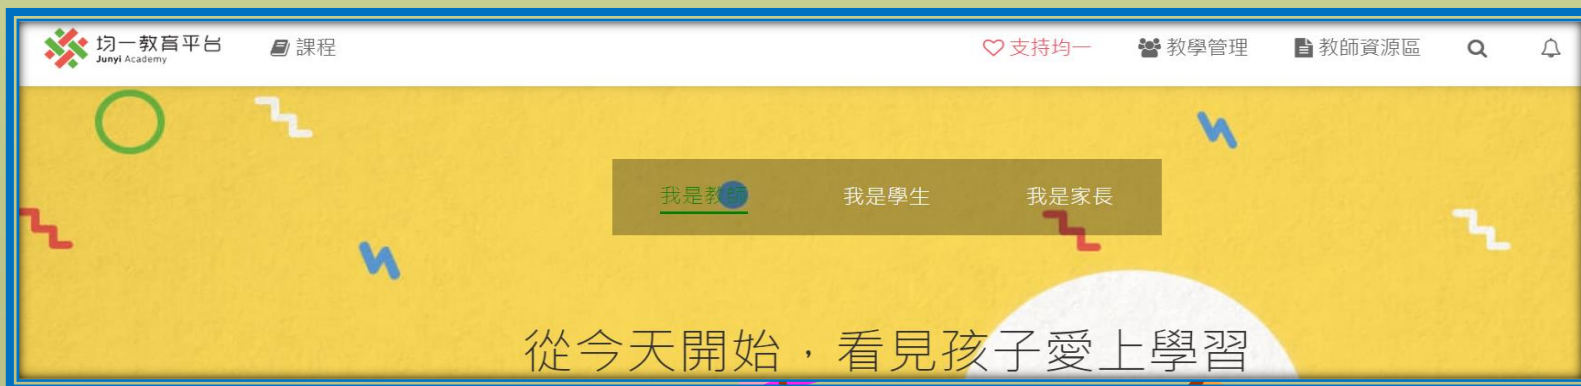 均一教育平台
Junyi Academy
課程
支持均一
教學管理
教師資源區
我是教師
我是學生
我是家長
從今天開始，看見孩子愛上學習